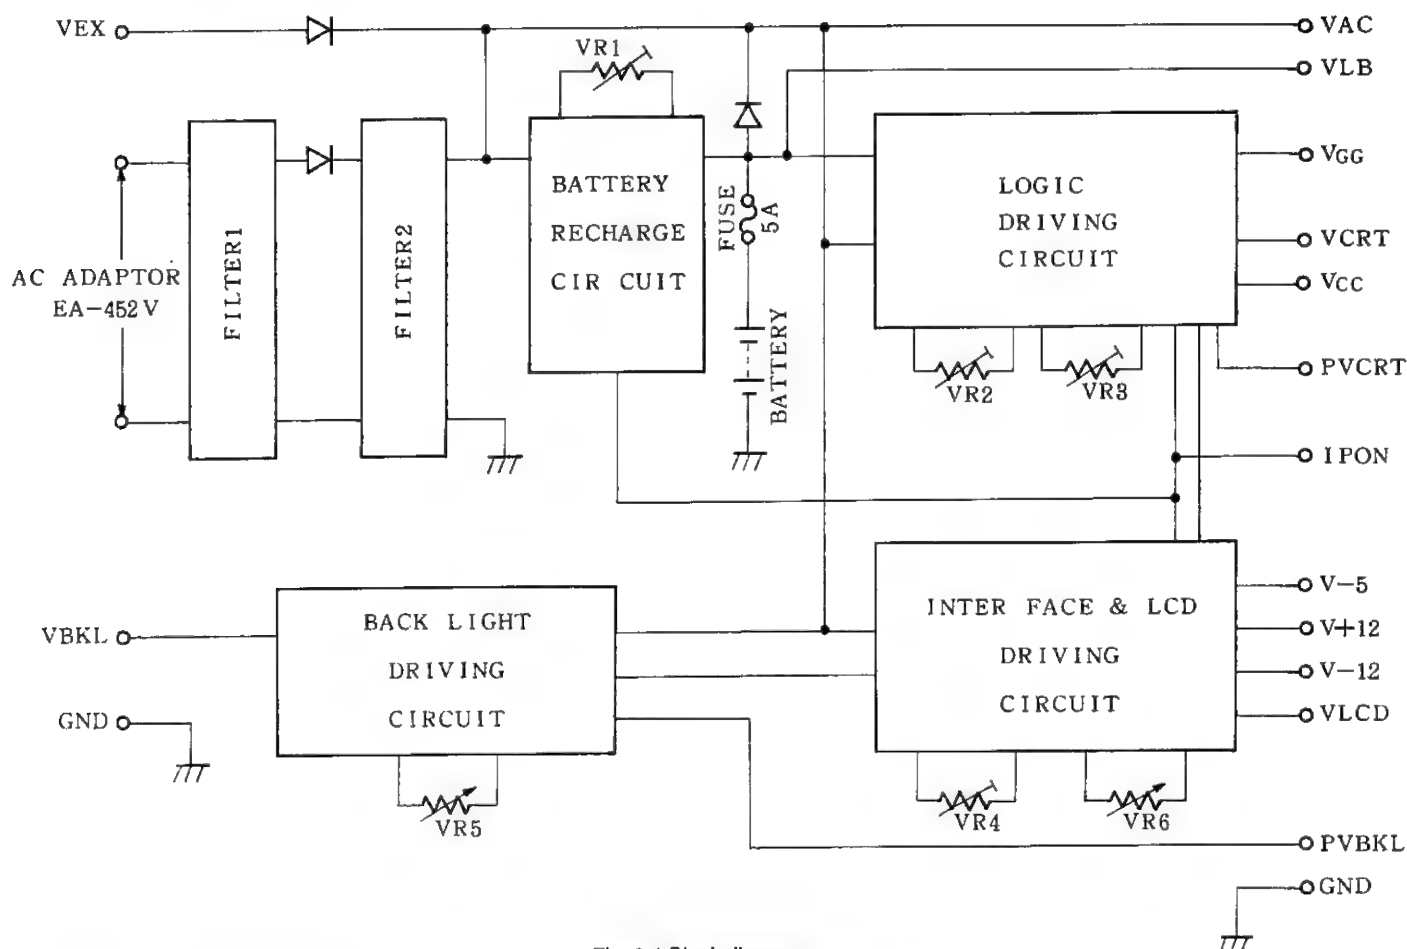 VEX
VAC
VR1
VLB
VGG
BATTERY
RECHARGE
CIR CUIT
LOGIC
DRIVING
CIRCUIT
FUSE
5A
FILTER1
FILTER2
AC ADAPTOR
EA-452V
VCRT
VCC
BATTERY
VR2
VR3
PVCRT
IPON
VBKL
BACK LIGHT
DRIVING
CIRCUIT
INTER FACE & LCD
DRIVING
CIRCUIT
V-5
V+12
V-12
VLCD
GND
VR5
VR4
VR6
PVBKL
GND